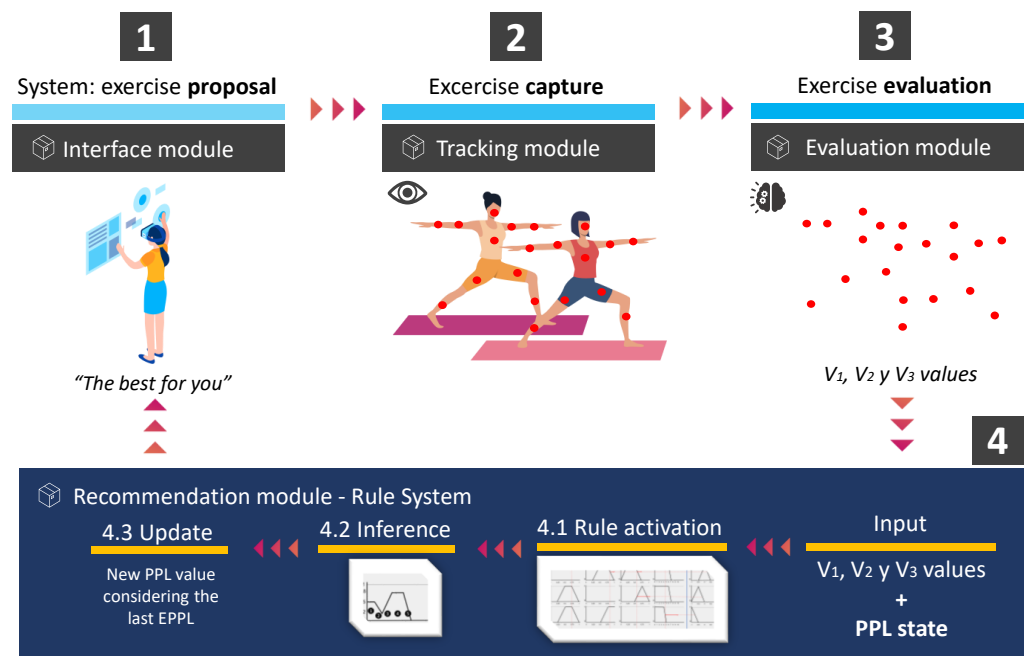 1
System: exercise proposal
Interface module
"The best for you"
2
Excercise capture
Tracking module
3
Exercise evaluation
Evaluation module
V1, V2 y V3 values
4
Recommendation module - Rule System
Input
V1, V2 y V3 values
+
PPL state
4.1 Rule activation
4.2 Inference
4.3 Update
New PPL value
considering the
last EPPL